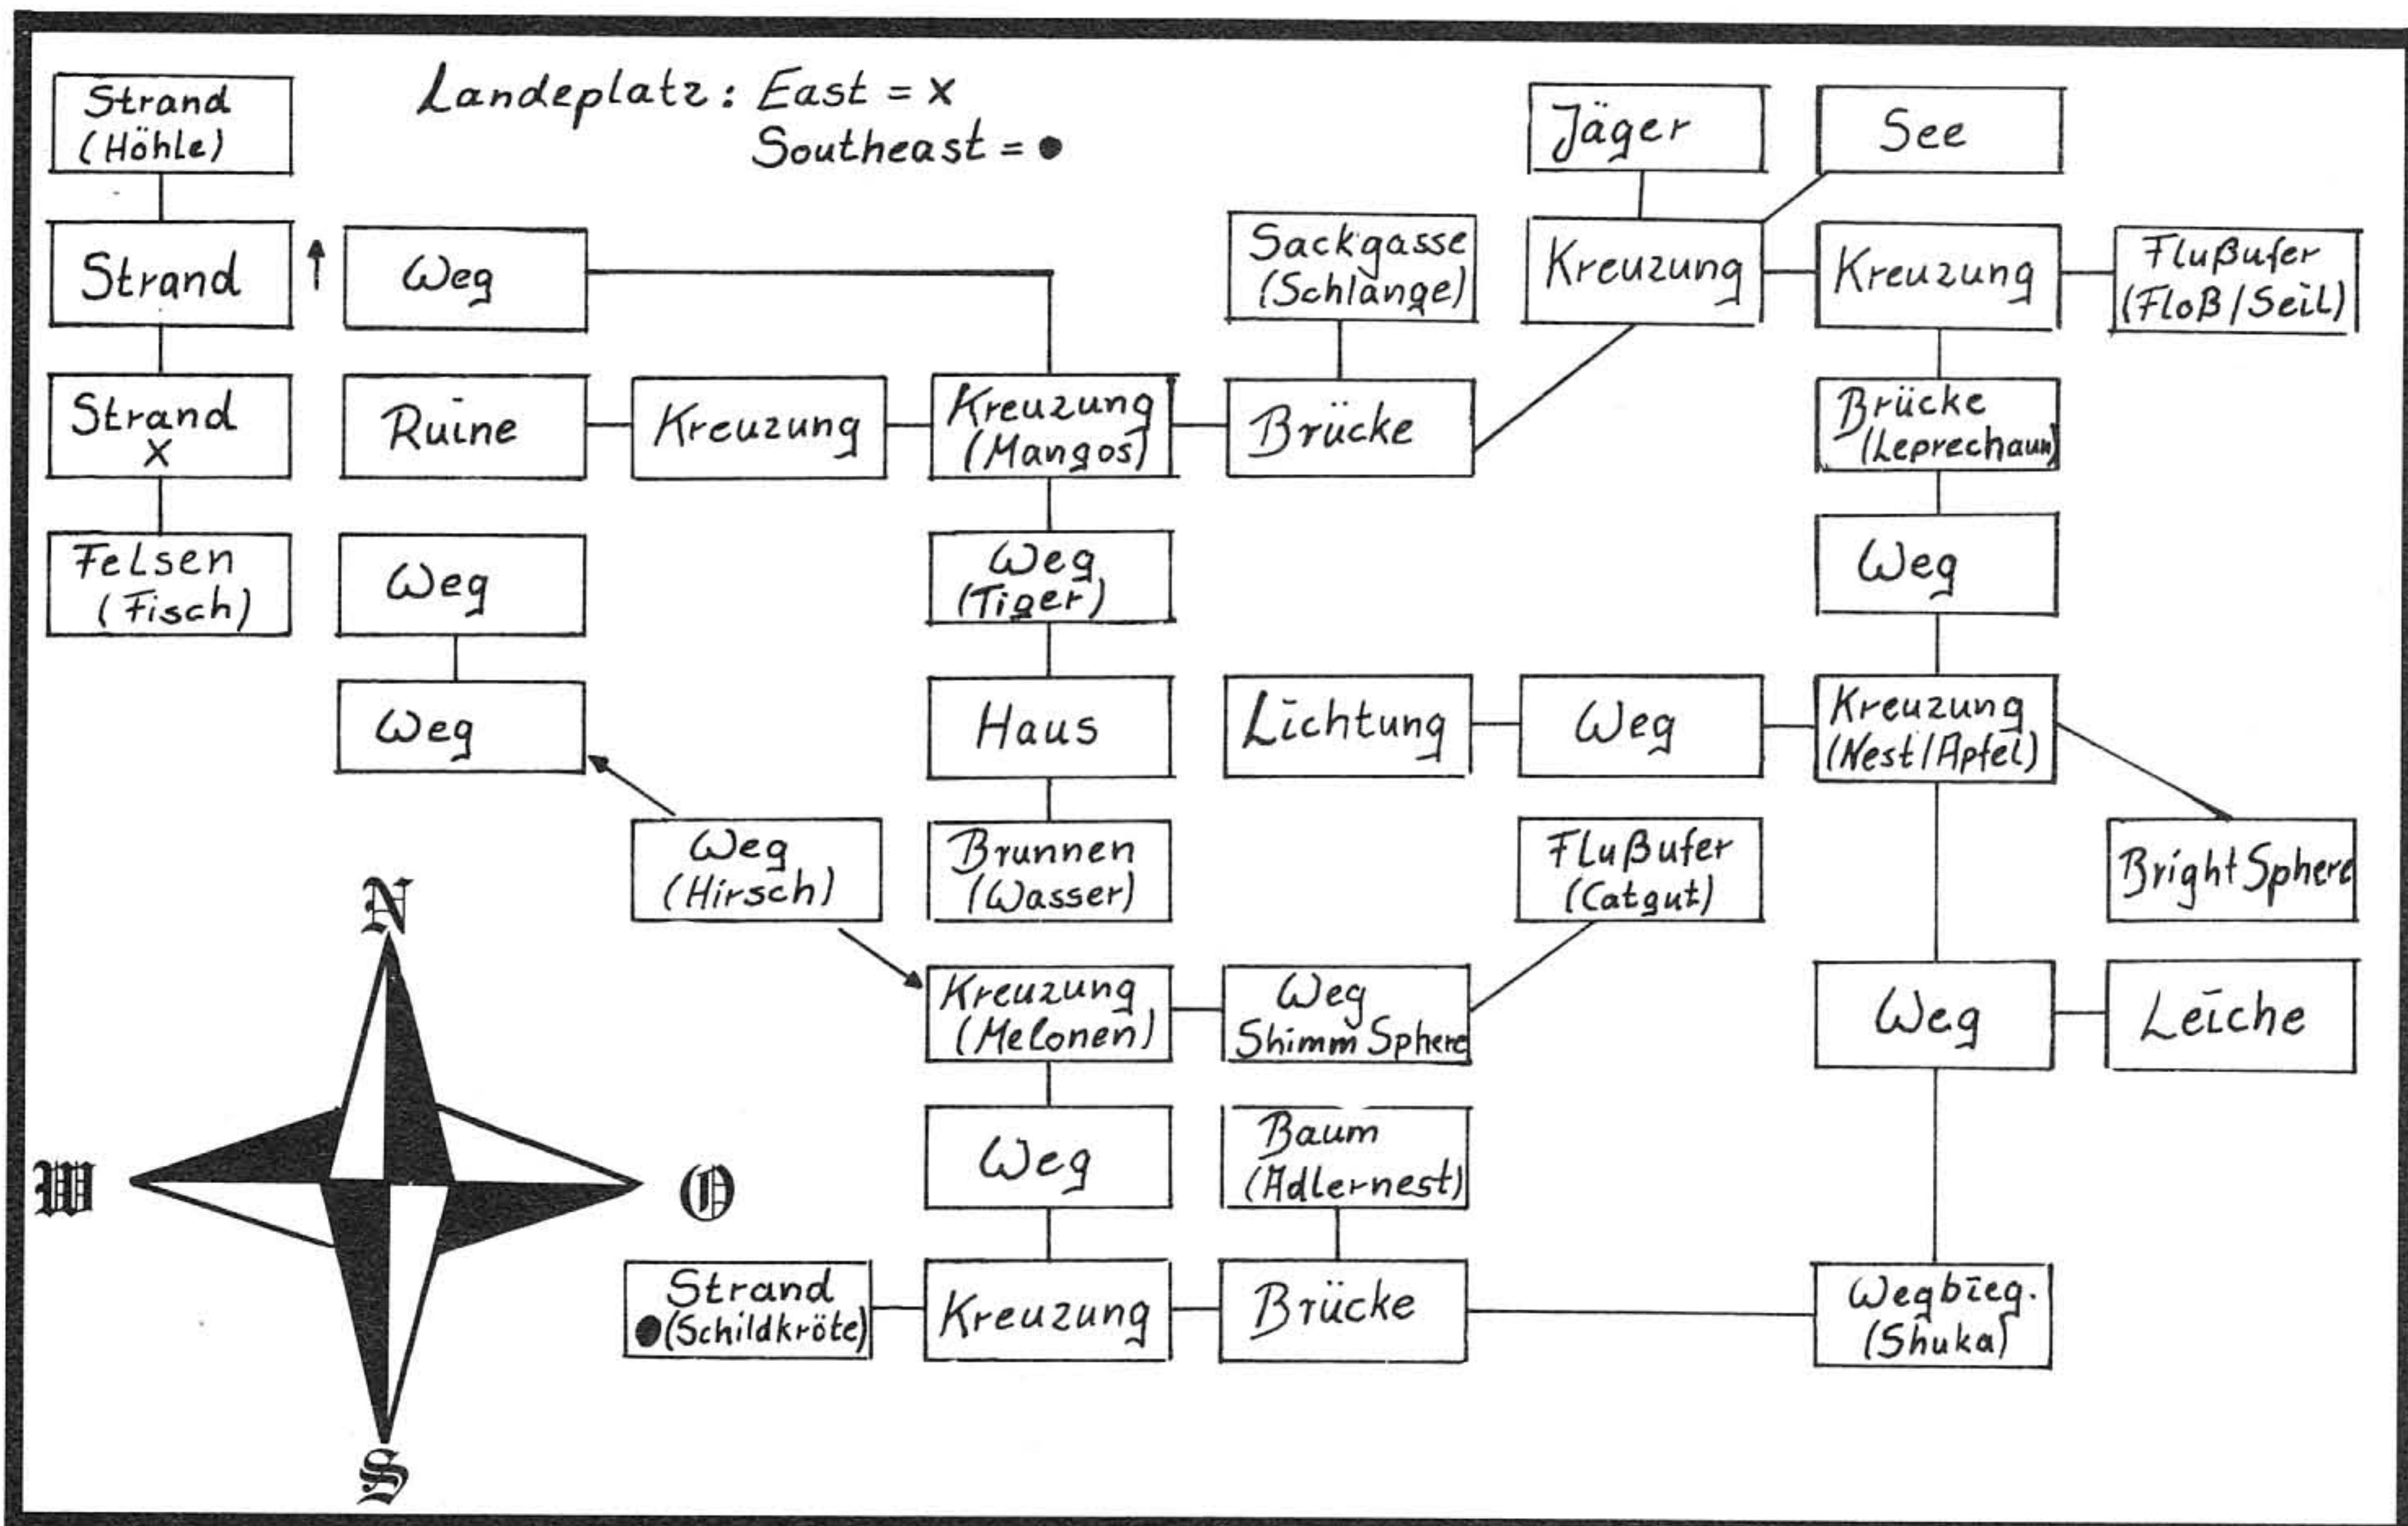 Landeplatz: East = x
Southeast = ●
Strand
(Höhle)
Jäger
See
Strand
↑
Weg
Sackgasse
(Schlange)
Kreuzung
Kreuzung
Flußufer
(Floß/Seil)
Strand
X
Ruine
Kreuzung
Kreuzung
(Mangos)
Brücke
Brücke
(Leprechaun)
Felsen
(Fisch)
Weg
Weg
(Tiger)
Weg
Weg
Haus
Lichtung
Weg
Kreuzung
(Nest/Apfel)
Weg
(Hirsch)
Brunnen
(Wasser)
Flußufer
(Catgut)
Bright Sphere
N
Kreuzung
(Melonen)
Weg
Shimm Sphere
Weg
Leiche
Weg
Baum
(Adlernest)
W
O
Strand
●(Schildkröte)
Kreuzung
Brücke
Wegbieg.
(Shuka)
S